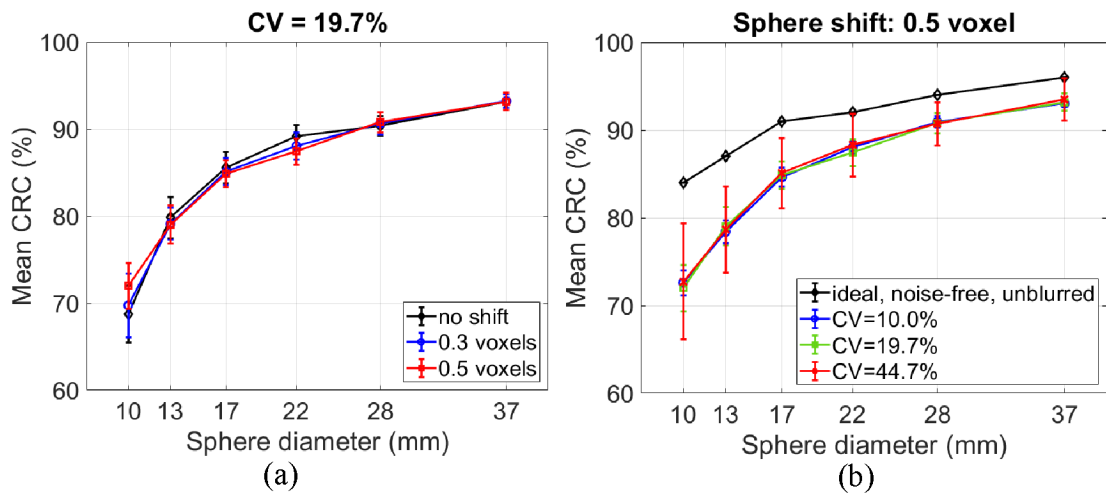 CV = 19.7%
100
90
80
70
60
Mean CRC (%)
no shift
0.3 voxels
0.5 voxels
10 13 17 22 28 37
Sphere diameter (mm)
(a)
Sphere shift: 0.5 voxel
100
90
80
70
60
Mean CRC (%)
ideal, noise-free, unblurred
CV=10.0%
CV=19.7%
CV=44.7%
10 13 17 22 28 37
Sphere diameter (mm)
(b)